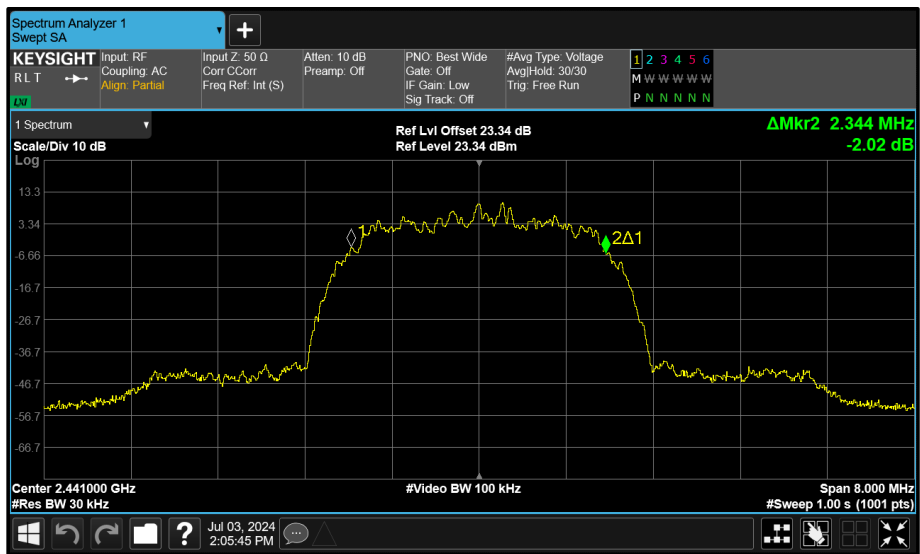 Spectrum Analyzer 1
Swept SA
+
KEYSIGHT Input: RF Input Z: 50 Ω Atten: 10 dB PNO: Best Wide #Avg Type: Voltage 1 2 3 4 5 6
R L T Coupling: AC Corr CCorr Preamp: Off Gate: Off Avg|Hold: 30/30 M W W W W W
Align: Partial Freq Ref: Int (S) IF Gain: Low Trig: Free Run
LXI Sig Track: Off P N N N N N
1 Spectrum Ref Lvl Offset 23.34 dB ΔMkr2 2.344 MHz
Scale/Div 10 dB Ref Level 23.34 dBm -2.02 dB
Log
13.3
3.34
1
2Δ1
-6.66
-16.7
-26.7
-36.7
-46.7
-56.7
-66.7
Center 2.441000 GHz #Video BW 100 kHz Span 8.000 MHz
#Res BW 30 kHz #Sweep 1.00 s (1001 pts)
? Jul 03, 2024
2:05:45 PM